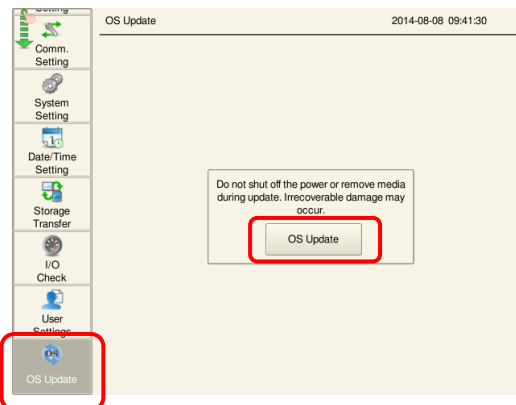 Setting
OS Update
2014-08-08 09:41:30
Comm.
Setting
System
Setting
Date/Time
Setting
Storage
Transfer
I/O
Check
User
Settings
OS
OS Update
Do not shut off the power or remove media
during update. Irrecoverable damage may
occur.
OS Update